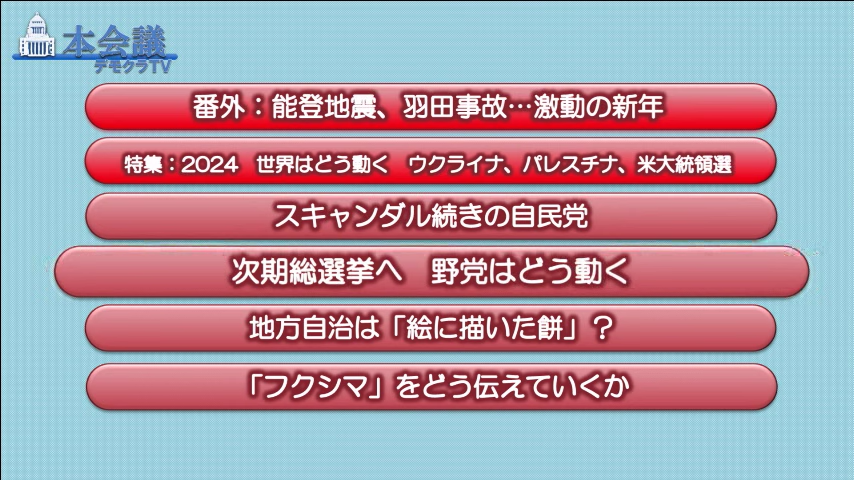 本会議
デモクラTV
番外：能登地震、羽田事故…激動の新年
特集：2024　世界はどう動く　ウクライナ、パレスチナ、米大統領選
スキャンダル続きの自民党
次期総選挙へ　野党はどう動く
地方自治は「絵に描いた餅」？
「フクシマ」をどう伝えていくか